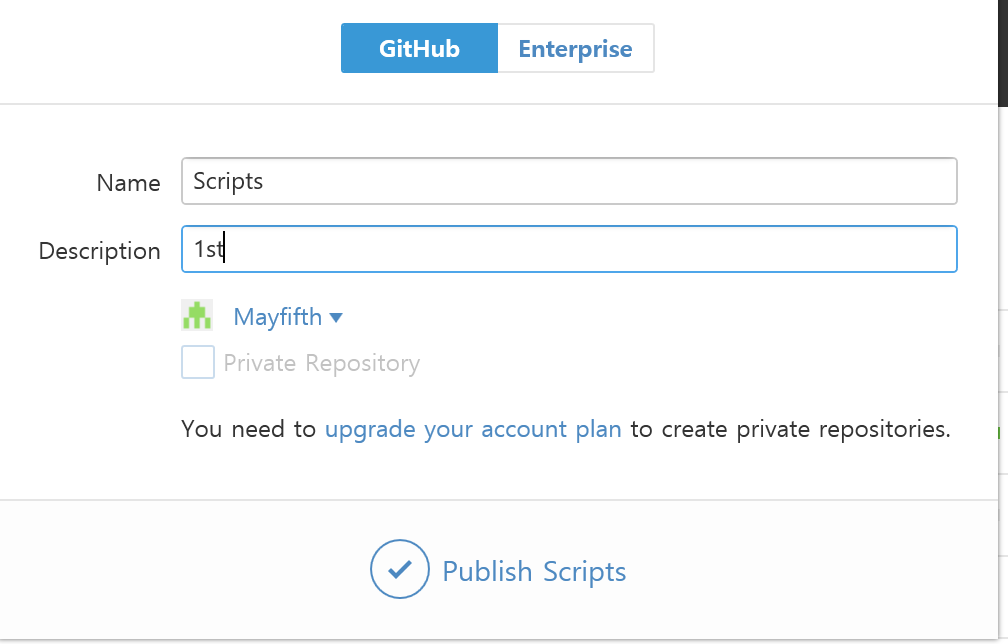 GitHub Enterprise
Name Scripts
Description 1st
Mayfifth
Private Repository
You need to upgrade your account plan to create private repositories.
Publish Scripts